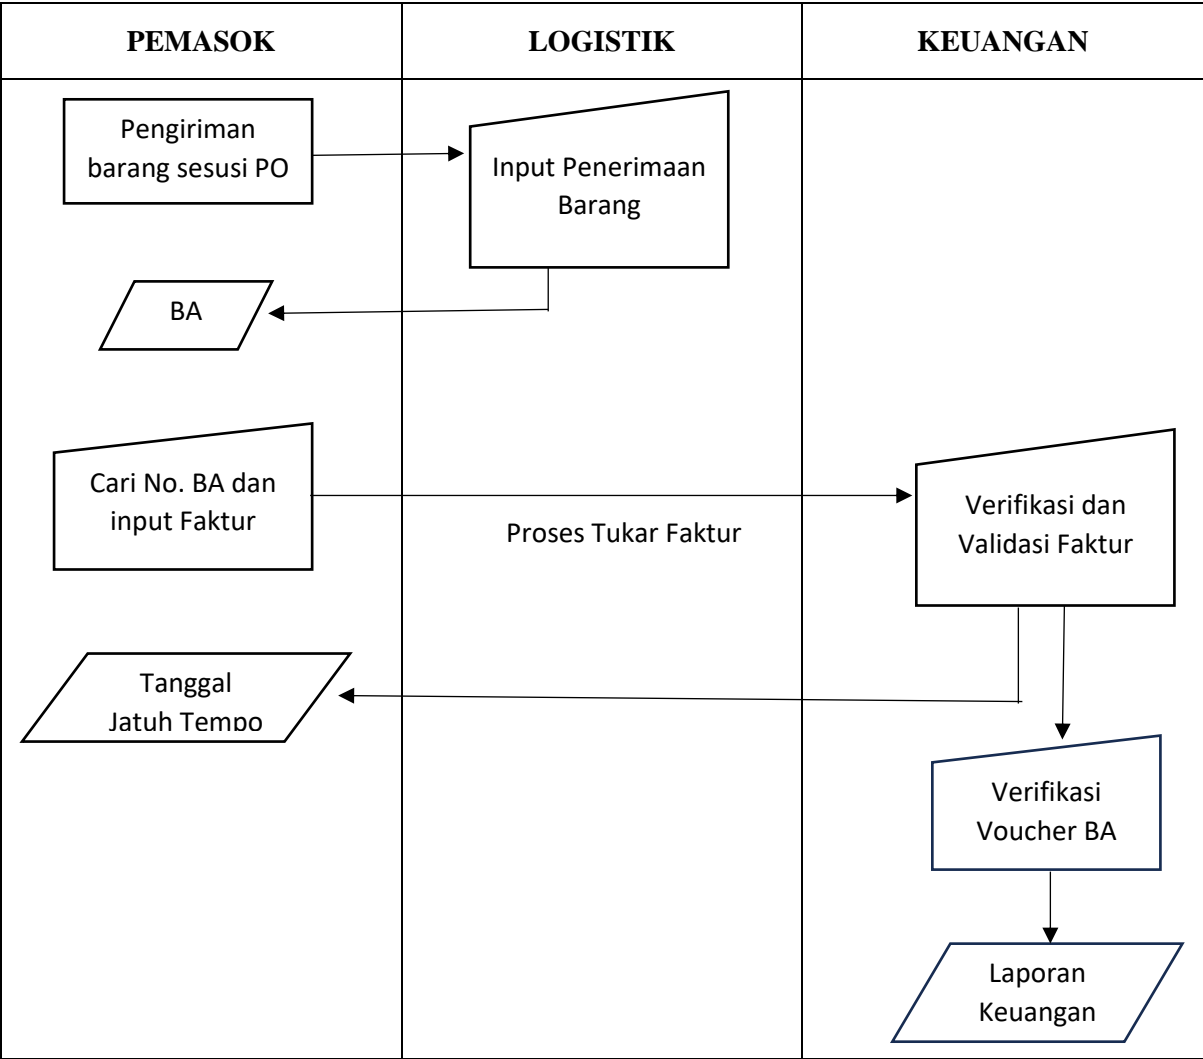 PEMASOK
LOGISTIK
KEUANGAN
Pengiriman
barang sesusi PO
Input Penerimaan
Barang
BA
Cari No. BA dan
input Faktur
Proses Tukar Faktur
Verifikasi dan
Validasi Faktur
Tanggal
Jatuh Tempo
Verifikasi
Voucher BA
Laporan
Keuangan